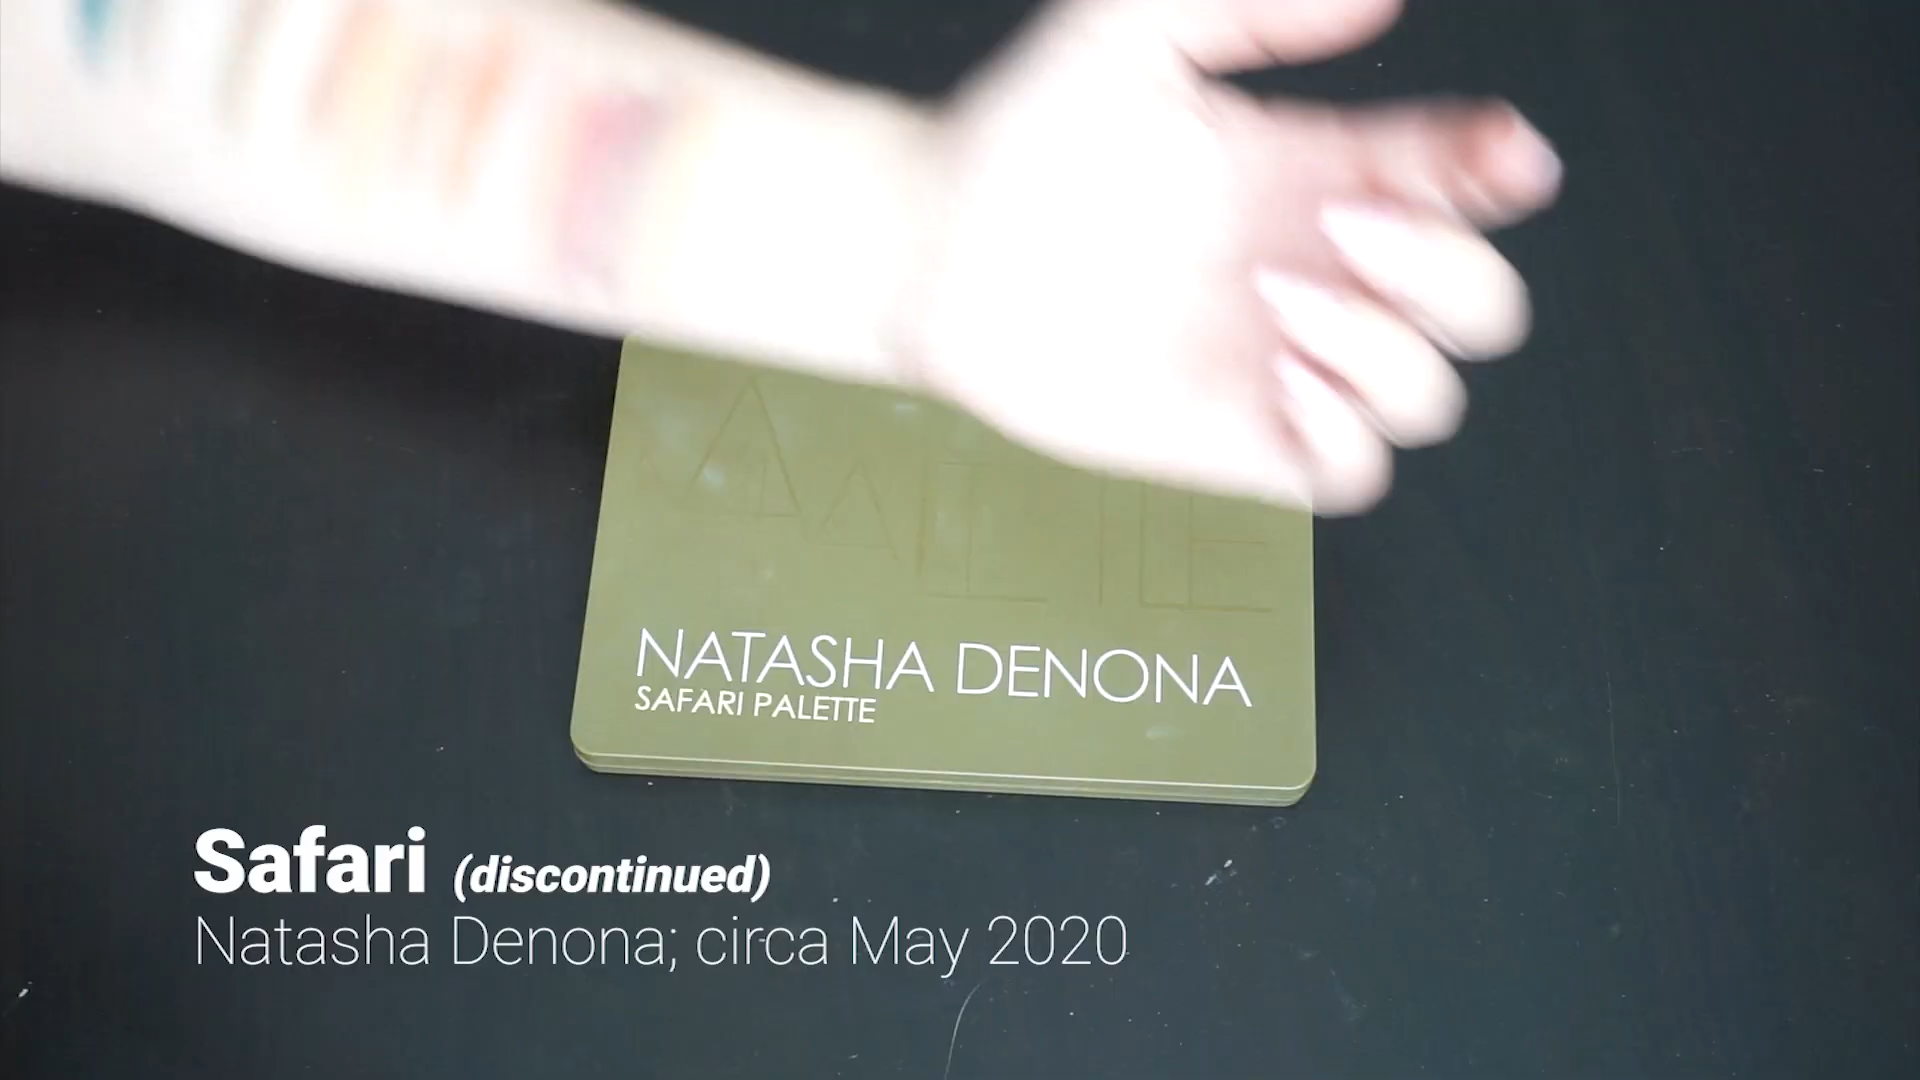 NATASHA DENONA
SAFARI PALETTE
Safari (discontinued)
Natasha Denona; circa May 2020